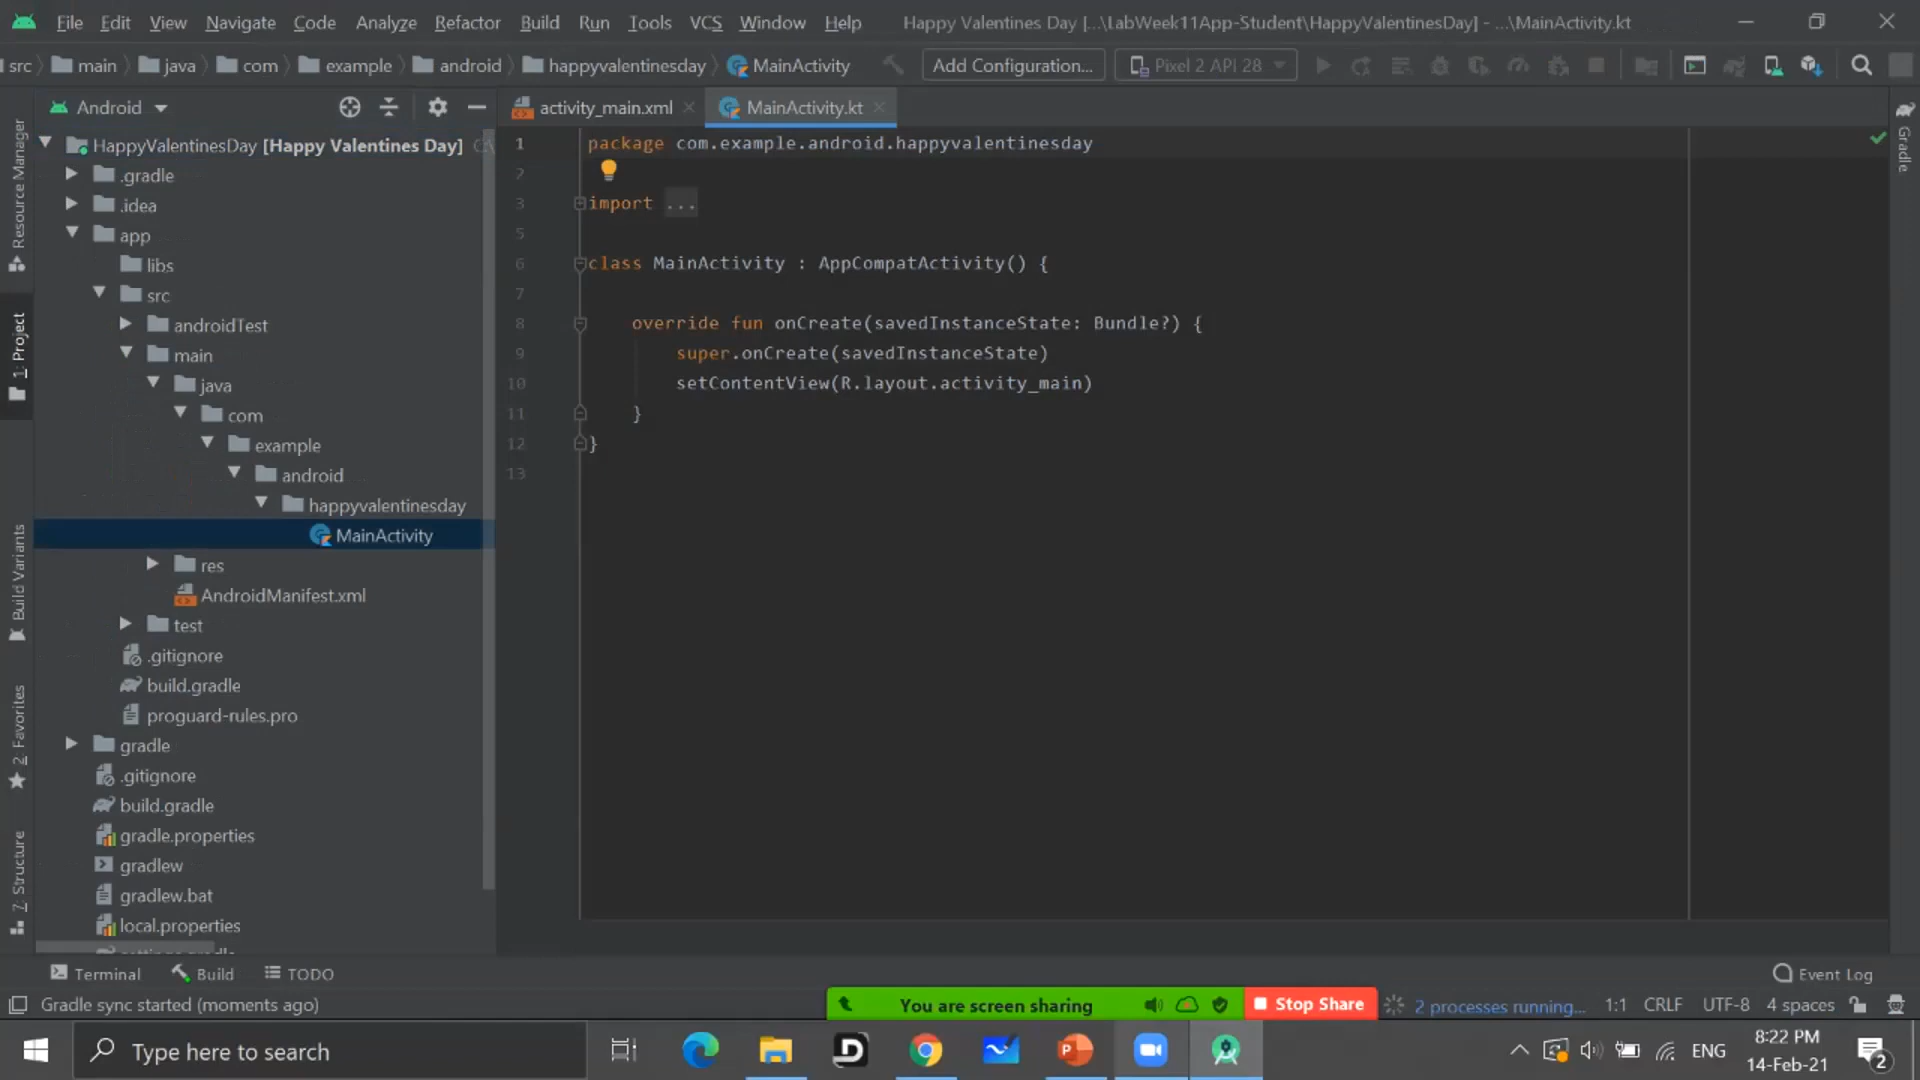 File Edit View Navigate Code Analyze Refactor Build Run Tools VCS Window Help Happy Valentines Day [...\LabWeek11App-Student\HappyValentinesDay] - ...\MainActivity.kt
src main java com example android happyvalentinesday MainActivity Add Configuration... Pixel 2 API 28
Android
activity_main.xml MainActivity.kt
Resource Manager
1: Project
Build Variants
2: Favorites
7: Structure
Gradle
HappyValentinesDay [Happy Valentines Day]
.gradle
.idea
app
libs
src
androidTest
main
java
com
example
android
happyvalentinesday
MainActivity
res
AndroidManifest.xml
test
.gitignore
build.gradle
proguard-rules.pro
gradle
.gitignore
build.gradle
gradle.properties
gradlew
gradlew.bat
local.properties
1 package com.example.android.happyvalentinesday
2
3 import ...
5
6 class MainActivity : AppCompatActivity() {
7
8 override fun onCreate(savedInstanceState: Bundle?) {
9 super.onCreate(savedInstanceState)
10 setContentView(R.layout.activity_main)
11 }
12 }
13
Terminal Build TODO Event Log
Gradle sync started (moments ago) You are screen sharing Stop Share 2 processes running... 1:1 CRLF UTF-8 4 spaces
Type here to search ENG 8:22 PM
14-Feb-21 2